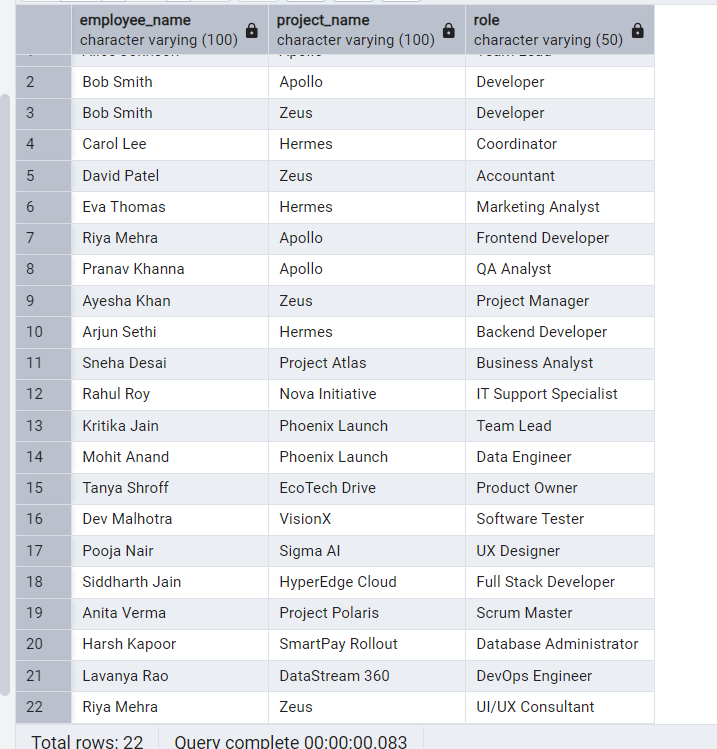 employee_name project_name role
character varying (100) character varying (100) character varying (50)
2 Bob Smith Apollo Developer
3 Bob Smith Zeus Developer
4 Carol Lee Hermes Coordinator
5 David Patel Zeus Accountant
6 Eva Thomas Hermes Marketing Analyst
7 Riya Mehra Apollo Frontend Developer
8 Pranav Khanna Apollo QA Analyst
9 Ayesha Khan Zeus Project Manager
10 Arjun Sethi Hermes Backend Developer
11 Sneha Desai Project Atlas Business Analyst
12 Rahul Roy Nova Initiative IT Support Specialist
13 Kritika Jain Phoenix Launch Team Lead
14 Mohit Anand Phoenix Launch Data Engineer
15 Tanya Shroff EcoTech Drive Product Owner
16 Dev Malhotra VisionX Software Tester
17 Pooja Nair Sigma AI UX Designer
18 Siddharth Jain HyperEdge Cloud Full Stack Developer
19 Anita Verma Project Polaris Scrum Master
20 Harsh Kapoor SmartPay Rollout Database Administrator
21 Lavanya Rao DataStream 360 DevOps Engineer
22 Riya Mehra Zeus UI/UX Consultant
Total rows: 22 Query complete 00:00:00.083